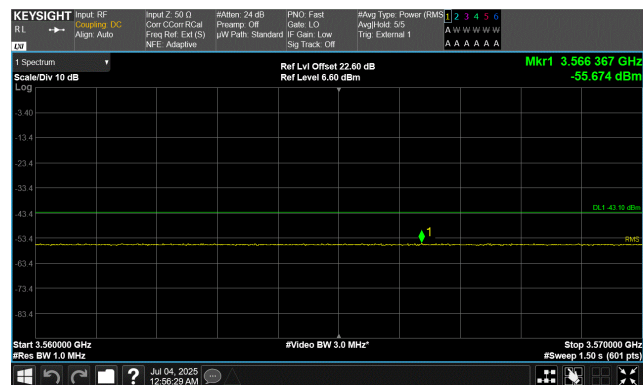 KEYSIGHT Input: RF Input Z: 50 Ω #Atten: 24 dB PNO: Fast #Avg Type: Power (RMS 1 2 3 4 5 6
RL Coupling: DC Corr CCorr RCal Preamp: Off Gate: LO Avg|Hold: 5/5 A W W W W W
Align: Auto Freq Ref: Ext (S) µW Path: Standard IF Gain: Low Trig: External 1
LXI NFE: Adaptive Sig Track: Off A A A A A A
1 Spectrum Ref Lvl Offset 22.60 dB Mkr1 3.566 367 GHz
Scale/Div 10 dB Ref Level 6.60 dBm -55.674 dBm
Log
-3.40
-13.4
-23.4
-33.4
-43.4 DL1 -43.10 dBm
1
-53.4 RMS
-63.4
-73.4
-83.4
Start 3.560000 GHz #Video BW 3.0 MHz* Stop 3.570000 GHz
#Res BW 1.0 MHz #Sweep 1.50 s (601 pts)
? Jul 04, 2025
12:56:29 AM